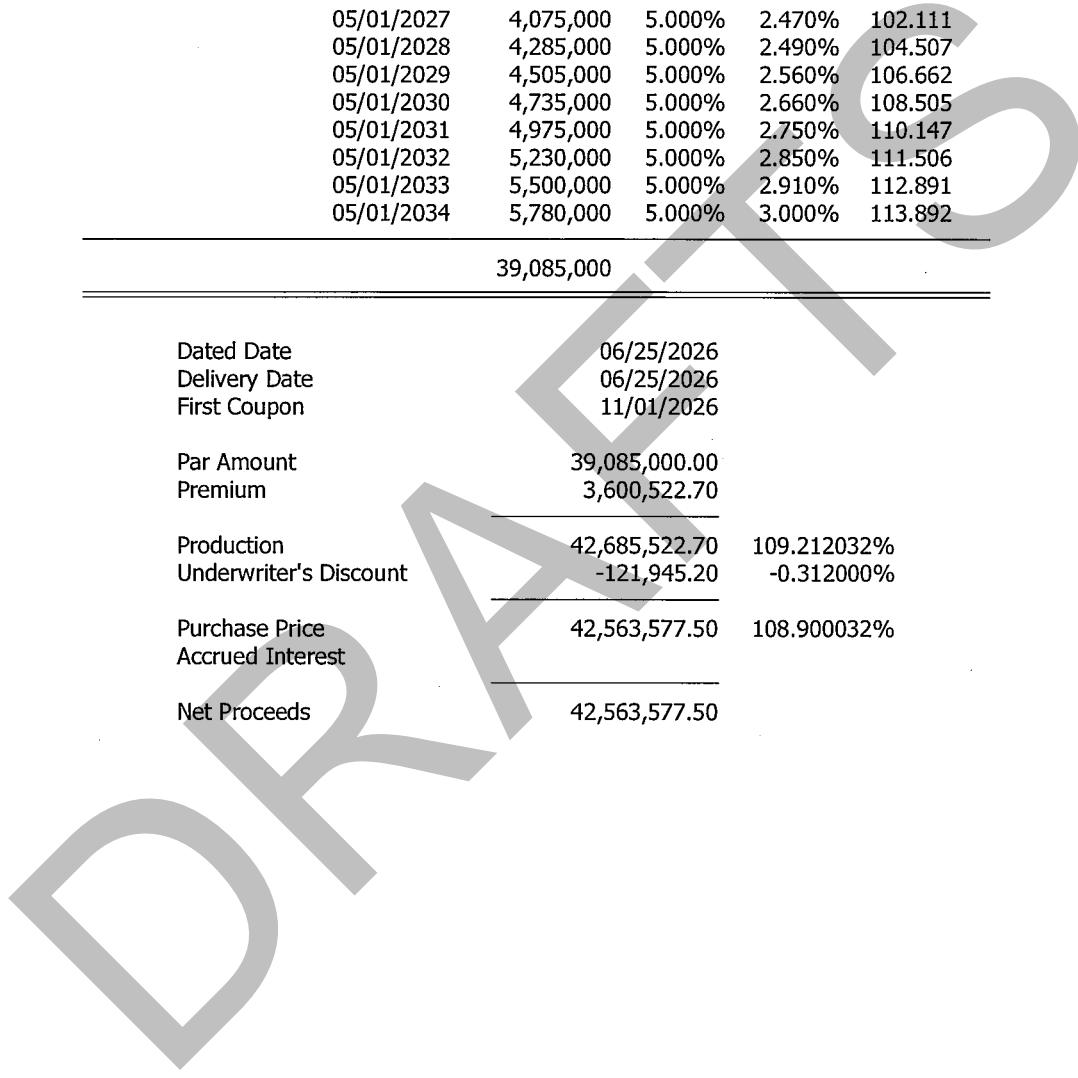 05/01/2027 4,075,000 5.000% 2.470% 102.111
05/01/2028 4,285,000 5.000% 2.490% 104.507
05/01/2029 4,505,000 5.000% 2.560% 106.662
05/01/2030 4,735,000 5.000% 2.660% 108.505
05/01/2031 4,975,000 5.000% 2.750% 110.147
05/01/2032 5,230,000 5.000% 2.850% 111.506
05/01/2033 5,500,000 5.000% 2.910% 112.891
05/01/2034 5,780,000 5.000% 3.000% 113.892
39,085,000
Dated Date 06/25/2026
Delivery Date 06/25/2026
First Coupon 11/01/2026
Par Amount 39,085,000.00
Premium 3,600,522.70
Production 42,685,522.70 109.212032%
Underwriter's Discount -121,945.20 -0.312000%
Purchase Price 42,563,577.50 108.900032%
Accrued Interest
Net Proceeds 42,563,577.50
DRAFTS